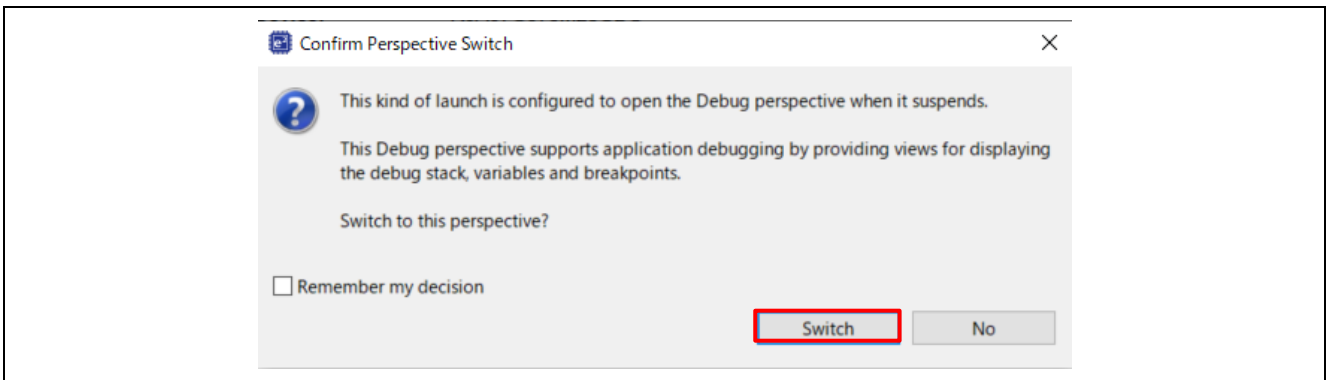 Confirm Perspective Switch
This kind of launch is configured to open the Debug perspective when it suspends.
This Debug perspective supports application debugging by providing views for displaying
the debug stack, variables and breakpoints.
Switch to this perspective?
Remember my decision
Switch
No